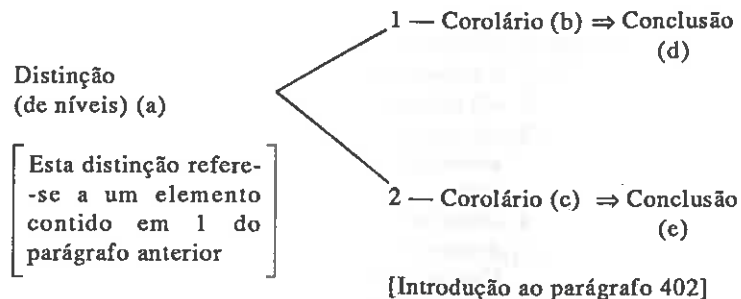 1 — Corolário (b) ⇒ Conclusão
(d)
Distinção
(de níveis) (a)
Esta distinção refere-
-se a um elemento
contido em 1 do
parágrafo anterior
2 — Corolário (c) ⇒ Conclusão
(e)
[Introdução ao parágrafo 402]